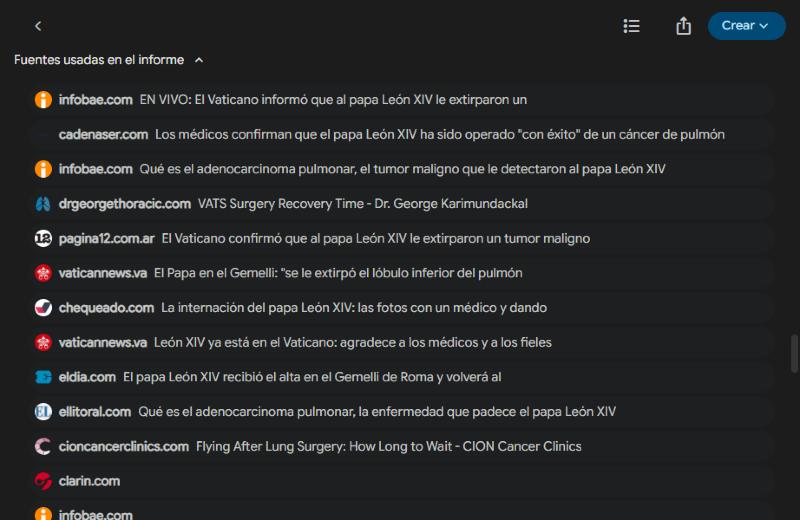 Crear
Fuentes usadas en el informe
infobae.com EN VIVO: El Vaticano informó que al papa León XIV le extirparon un
cadenaser.com Los médicos confirman que el papa León XIV ha sido operado "con éxito" de un cáncer de pulmón
infobae.com Qué es el adenocarcinoma pulmonar, el tumor maligno que le detectaron al papa León XIV
drgeorgethoracic.com VATS Surgery Recovery Time - Dr. George Karimundackal
12 pagina12.com.ar El Vaticano confirmó que al papa León XIV le extirparon un tumor maligno
vaticannews.va El Papa en el Gemelli: "se le extirpó el lóbulo inferior del pulmón
chequeado.com La internación del papa León XIV: las fotos con un médico y dando
vaticannews.va León XIV ya está en el Vaticano: agradece a los médicos y a los fieles
eldia.com El papa León XIV recibió el alta en el Gemelli de Roma y volverá al
EL ellitoral.com Qué es el adenocarcinoma pulmonar, la enfermedad que padece el papa León XIV
cioncancerclinics.com Flying After Lung Surgery: How Long to Wait - CION Cancer Clinics
clarin.com
infobae.com